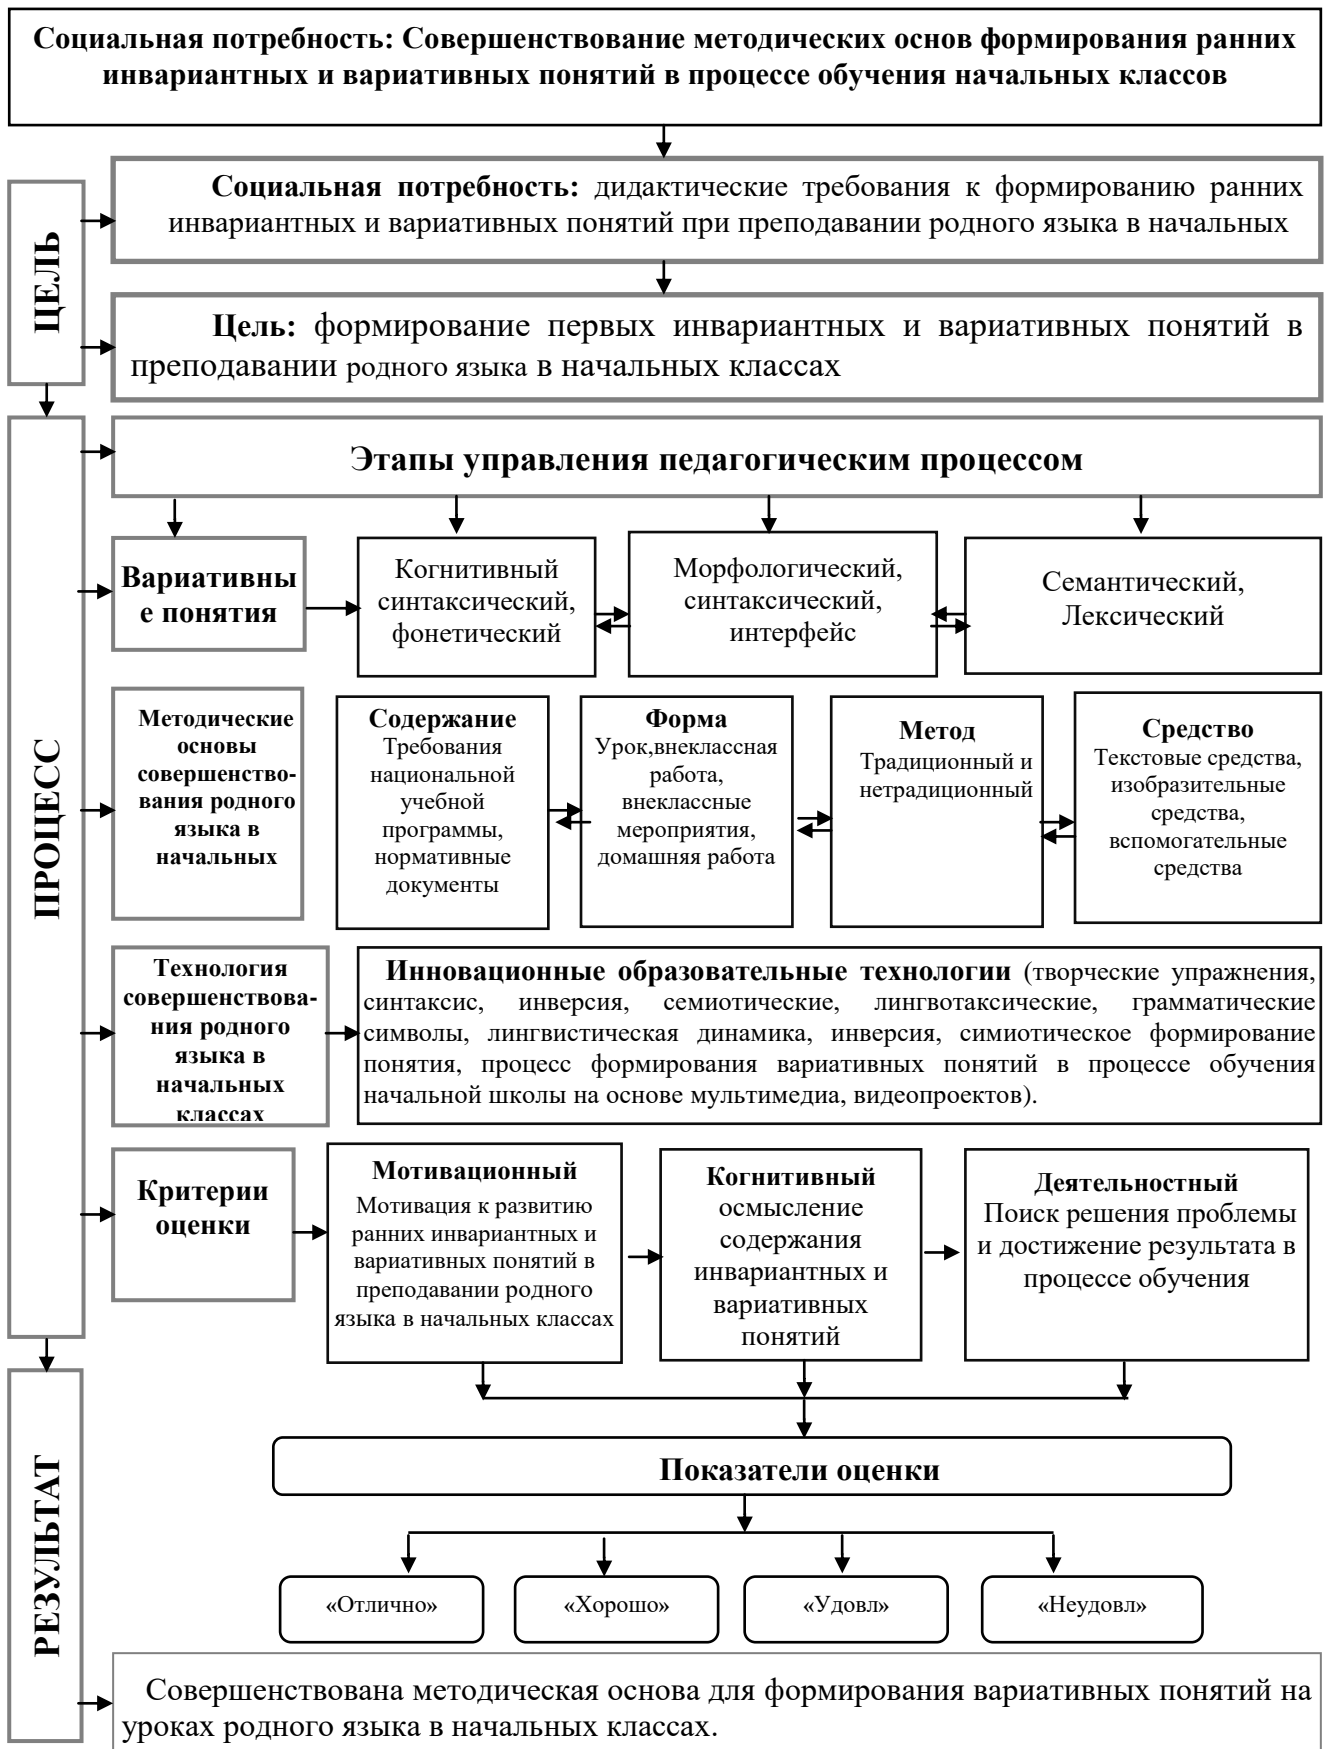 Социальная потребность: Совершенствование методических основ формирования ранних
инвариантных и вариативных понятий в процессе обучения начальных классов
ЦЕЛЬ
Социальная потребность: дидактические требования к формированию ранних
инвариантных и вариативных понятий при преподавании родного языка в начальных
Цель: формирование первых инвариантных и вариативных понятий в
преподавании родного языка в начальных классах
ПРОЦЕСС
Этапы управления педагогическим процессом
Вариативны
е понятия
Когнитивный
синтаксический,
фонетический
Морфологический,
синтаксический,
интерфейс
Семантический,
Лексический
Методические
основы
совершенство-
вания родного
языка в
начальных
Содержание
Требования
национальной
учебной
программы,
нормативные
документы
Форма
Урок,внеклассная
работа,
внеклассные
мероприятия,
домашняя работа
Метод
Традиционный и
нетрадиционный
Средство
Текстовые средства,
изобразительные
средства,
вспомогательные
средства
Технология
совершенствова-
ния родного
языка в
начальных
классах
Инновационные образовательные технологии (творческие упражнения,
синтаксис, инверсия, семиотические, лингвотаксические, грамматические
символы, лингвистическая динамика, инверсия, симиотическое формирование
понятия, процесс формирования вариативных понятий в процессе обучения
начальной школы на основе мультимедиа, видеопроектов).
Критерии
оценки
Мотивационный
Мотивация к развитию
ранних инвариантных и
вариативных понятий в
преподавании родного
языка в начальных классах
Когнитивный
осмысление
содержания
инвариантных и
вариативных
понятий
Деятельностный
Поиск решения проблемы
и достижение результата в
процессе обучения
РЕЗУЛЬТАТ
Показатели оценки
«Отлично»
«Хорошо»
«Удовл»
«Неудовл»
Совершенствована методическая основа для формирования вариативных понятий на
уроках родного языка в начальных классах.